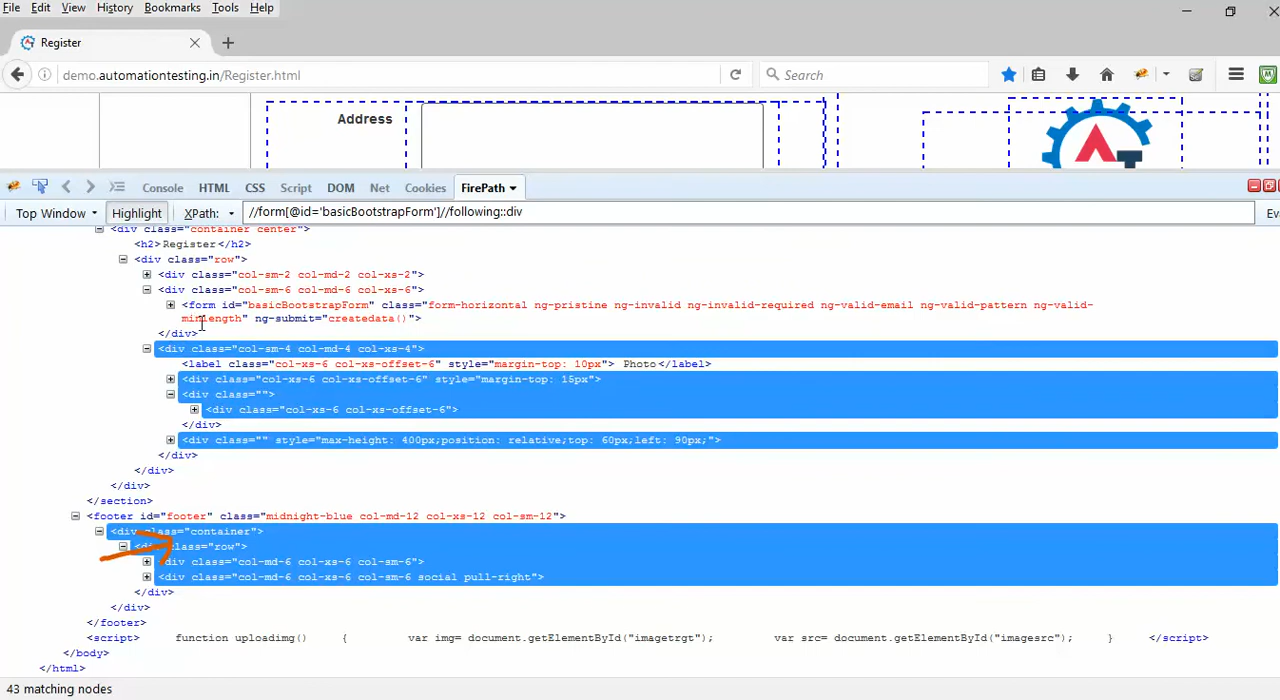 File Edit View History Bookmarks Tools Help
Register
demo.automationtesting.in/Register.html Search
Address
Console HTML CSS Script DOM Net Cookies FirePath
Top Window Highlight XPath: //form[@id='basicBootstrapForm']//following::div
<div class="container center">
<h2>Register</h2>
<div class="row">
<div class="col-sm-2 col-md-2 col-xs-2">
<div class="col-sm-6 col-md-6 col-xs-6">
<form id="basicBootstrapForm" class="form-horizontal ng-pristine ng-invalid ng-invalid-required ng-valid-email ng-valid-pattern ng-valid-
minlength" ng-submit="createdata()">
</div>
<div class="col-sm-4 col-md-4 col-xs-4">
<label class="col-xs-6 col-xs-offset-6" style="margin-top: 10px"> Photo</label>
<div class="col-xs-6 col-xs-offset-6" style="margin-top: 15px">
<div class="">
<div class="col-xs-6 col-xs-offset-6">
</div>
<div class="" style="max-height: 400px;position: relative;top: 60px;left: 90px;">
</div>
</div>
</div>
</section>
<footer id="footer" class="midnight-blue col-md-12 col-xs-12 col-sm-12">
<div class="container">
<div class="row">
<div class="col-md-6 col-xs-6 col-sm-6">
<div class="col-md-6 col-xs-6 col-sm-6 social pull-right">
</div>
</div>
</footer>
<script> function uploadimg() { var img= document.getElementById("imagetrgt"); var src= document.getElementById("imagesrc"); } </script>
</body>
</html>
43 matching nodes